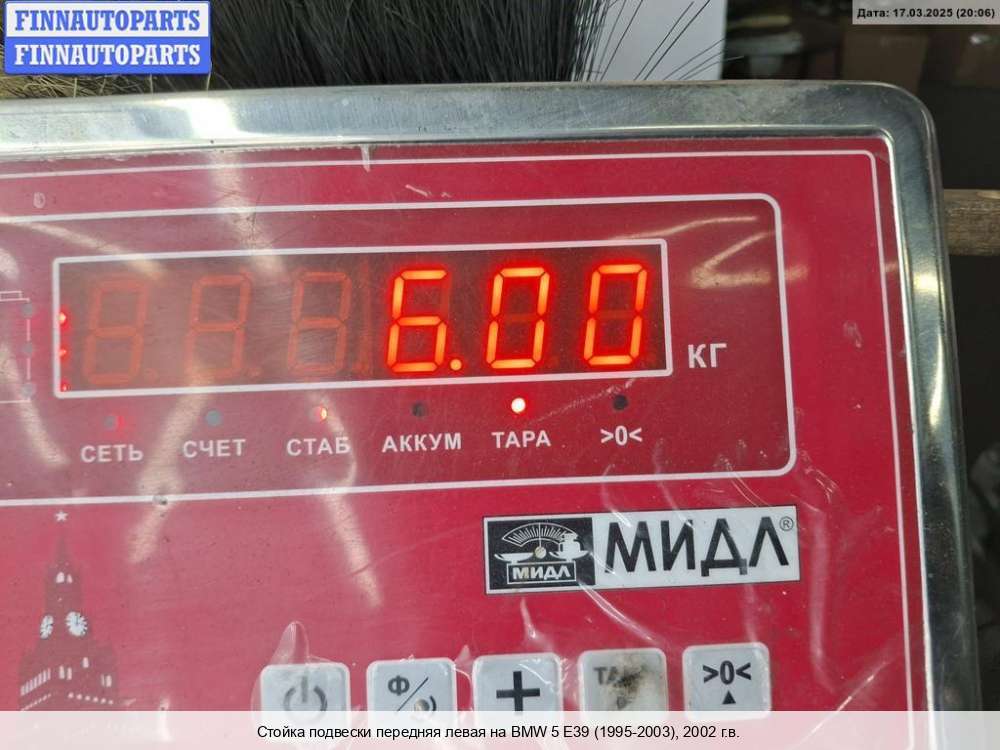 FINNAUTOPARTS
FINNAUTOPARTS
Дата: 17.03.2025 (20:06)
6.00
КГ
СЕТЬ СЧЕТ СТАБ АККУМ ТАРА >0<
МИДЛ МИДЛ®
Ф + >0<
Стойка подвески передняя левая на BMW 5 E39 (1995-2003), 2002 г.в.